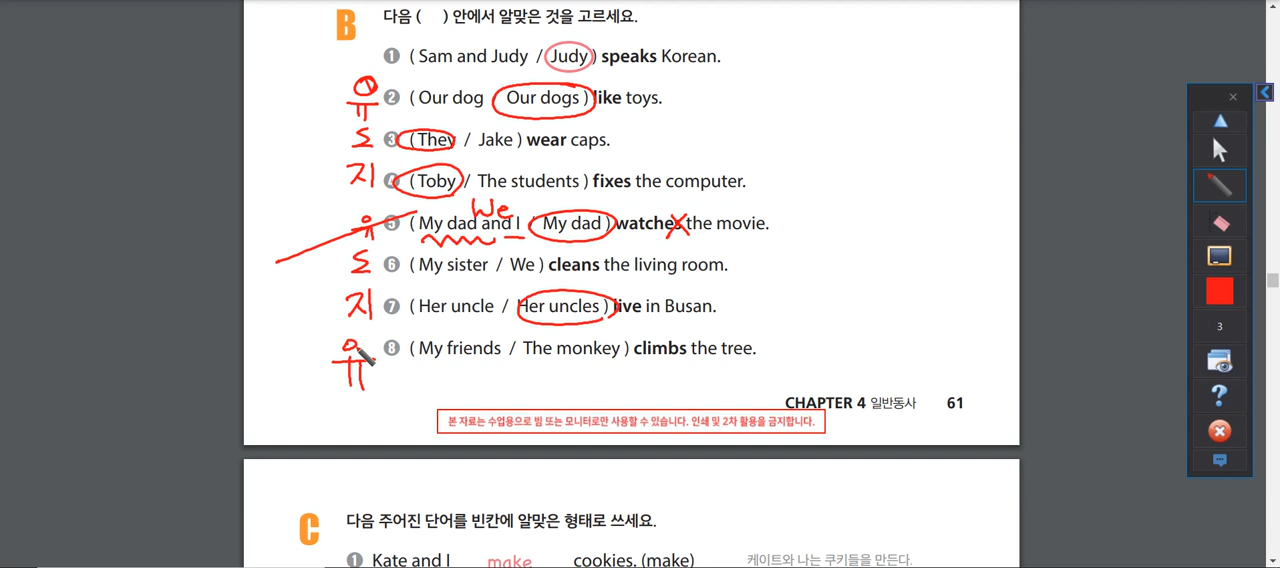 B 다음 ( ) 안에서 알맞은 것을 고르세요.
1 ( Sam and Judy / Judy ) speaks Korean.
유 2 ( Our dog Our dogs ) like toys.
도 3 ( They / Jake ) wear caps.
지 4 ( Toby / The students ) fixes the computer.
We
유 5 ( My dad and I / My dad ) watches the movie.
도 6 ( My sister / We ) cleans the living room.
지 7 ( Her uncle / Her uncles ) live in Busan.
유 8 ( My friends / The monkey ) climbs the tree.
CHAPTER 4 일반동사 61
본 자료는 수업용으로 빔 또는 모니터로만 사용할 수 있습니다. 인쇄 및 2차 활용을 금지합니다.
C 다음 주어진 단어를 빈칸에 알맞은 형태로 쓰세요.
1 Kate and I make cookies. (make) 케이트와 나는 쿠키들을 만든다.
3